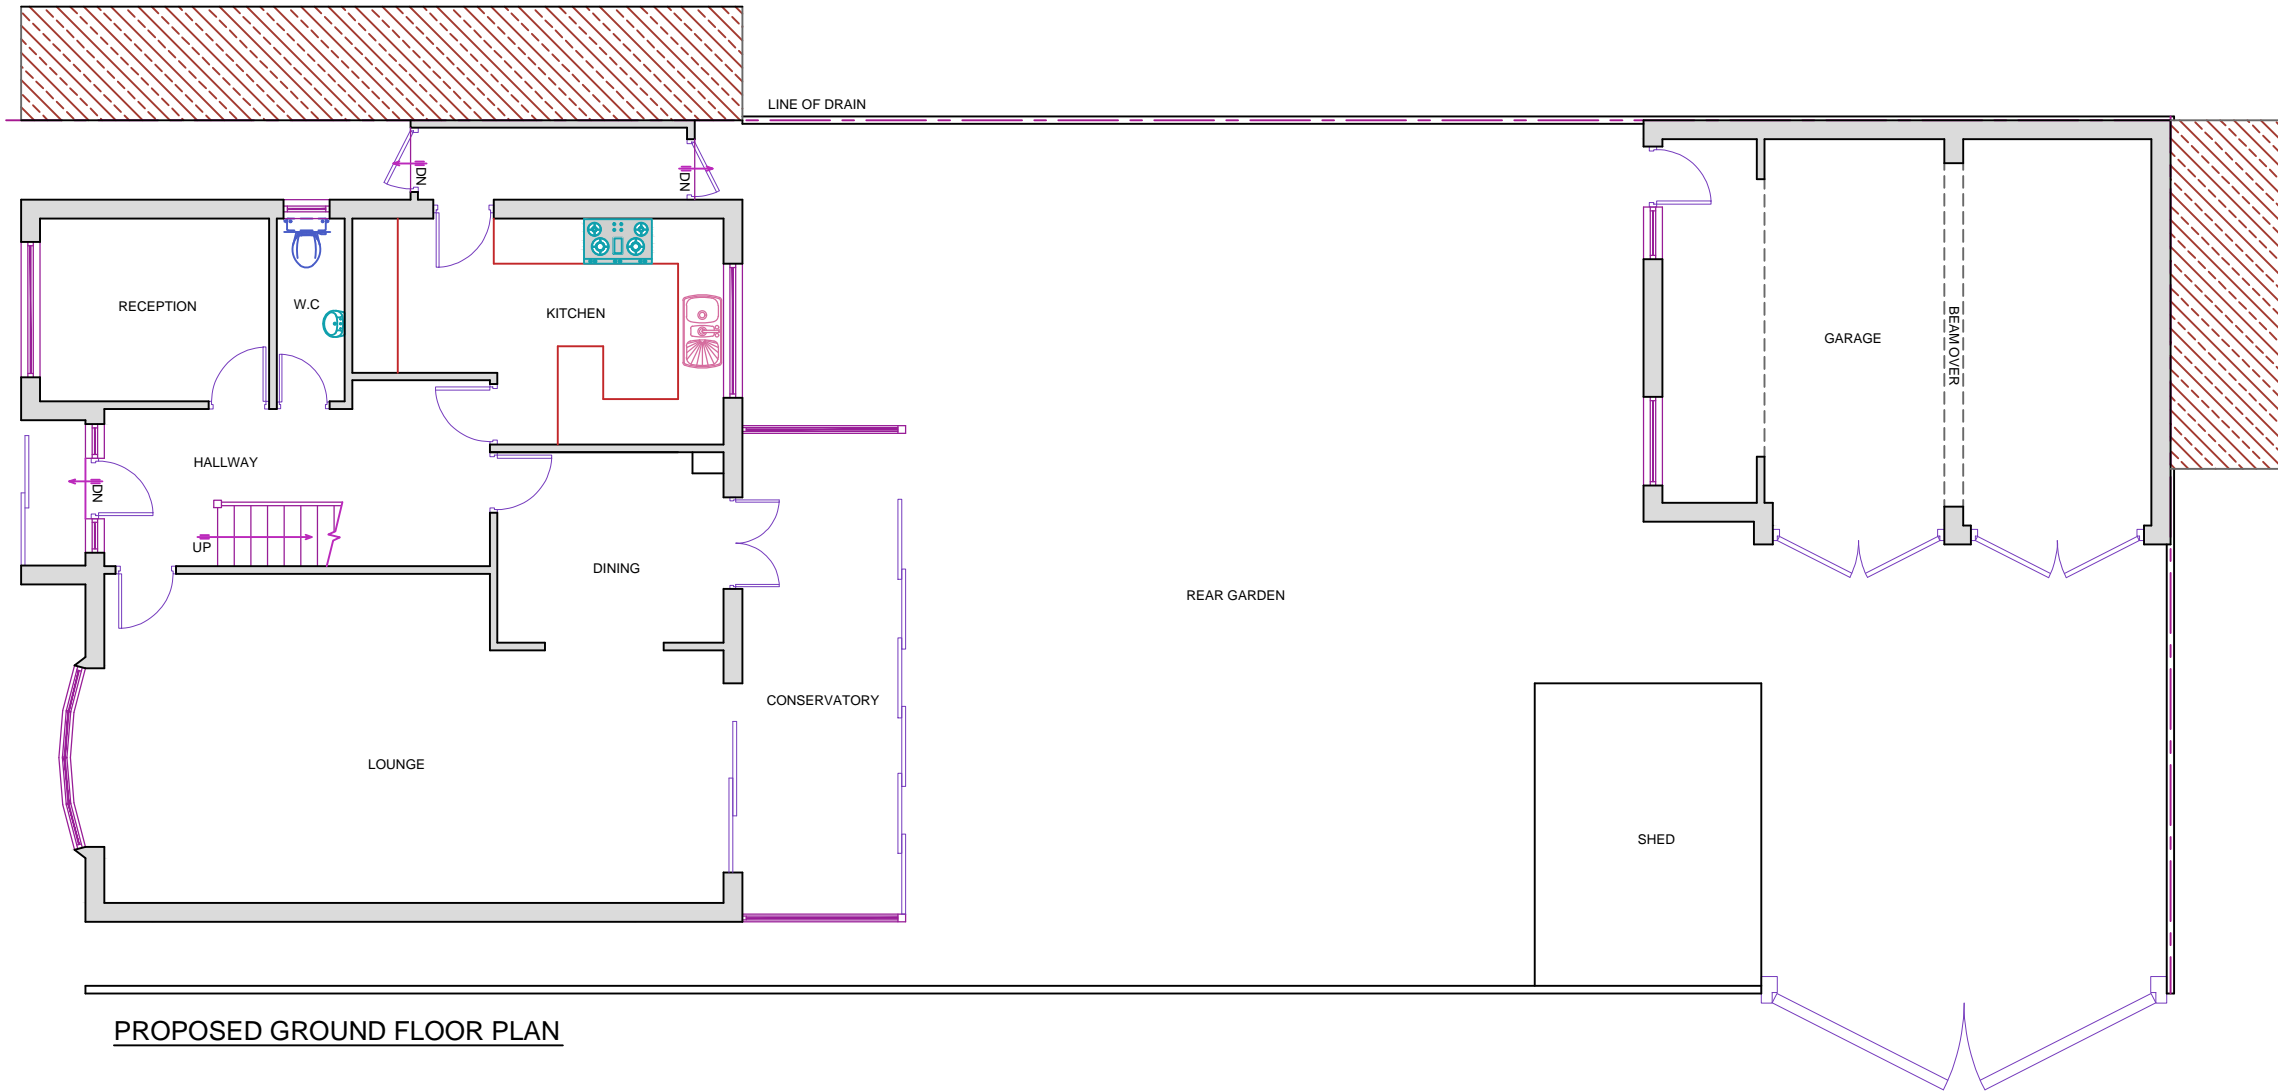 LINE OF DRAIN
DN
DN
RECEPTION
W.C
KITCHEN
GARAGE
BEAM OVER
HALLWAY
DN
UP
DINING
REAR GARDEN
CONSERVATORY
LOUNGE
SHED
PROPOSED GROUND FLOOR PLAN